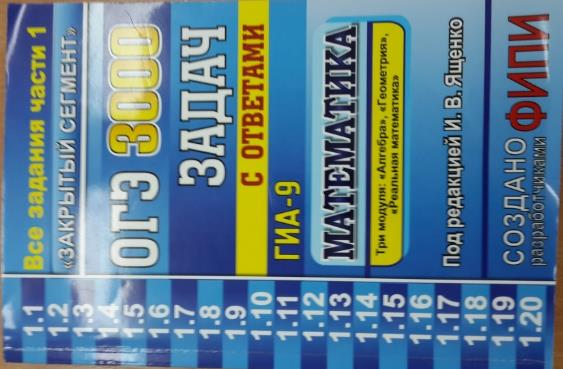 Все задания части 1
«ЗАКРЫТЫЙ СЕГМЕНТ»
ОГЭ 3000
ЗАДАЧ
С ОТВЕТАМИ
ГИА-9
МАТЕМАТИКА
Три модуля: «Алгебра», «Геометрия»,
«Реальная математика»
Под редакцией И. В. Ященко
СОЗДАНО
разработчиками
ФИПИ
1.1
1.2
1.3
1.4
1.5
1.6
1.7
1.8
1.9
1.10
1.11
1.12
1.13
1.14
1.15
1.16
1.17
1.18
1.19
1.20